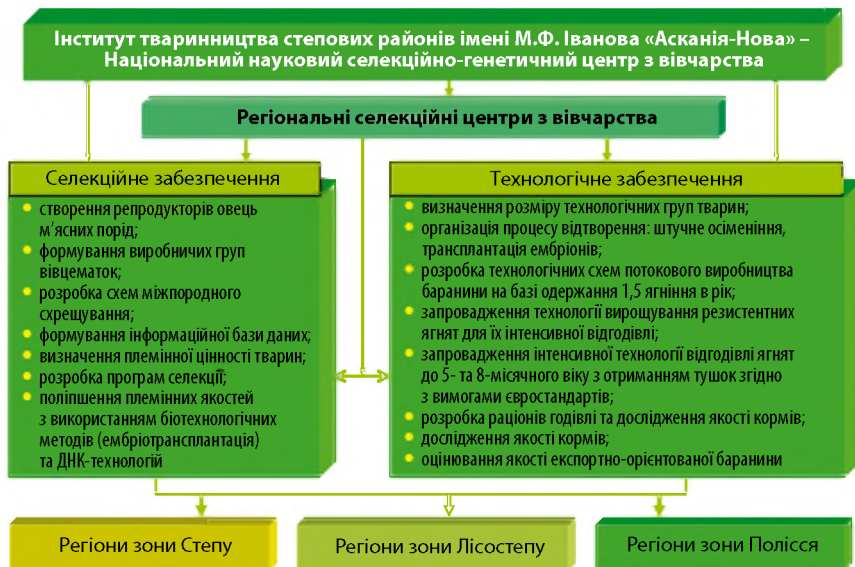 Інститут тваринництва степових районів імені М.Ф. Іванова «Асканія-Нова» –
Національний науковий селекційно-генетичний центр з вівчарства
Регіональні селекційні центри з вівчарства
Селекційне забезпечення
• створення репродукторів овець
м’ясних порід;
• формування виробничих груп
вівцематок;
• розробка схем міжпородного
схрещування;
• формування інформаційної бази даних;
• визначення племінної цінності тварин;
• розробка програм селекції;
• поліпшення племінних якостей
з використанням біотехнологічних
методів (ембріотрансплантація)
та ДНК-технологій
Технологічне забезпечення
• визначення розміру технологічних груп тварин;
• організація процесу відтворення: штучне осіменіння,
трансплантація ембріонів;
• розробка технологічних схем потокового виробництва
баранини на базі одержання 1,5 ягніння в рік;
• запровадження технології вирощування резистентних
ягнят для їх інтенсивної відгодівлі;
• запровадження інтенсивної технології відгодівлі ягнят
до 5- та 8-місячного віку з отриманням тушок згідно
з вимогами євростандартів;
• розробка раціонів годівлі та дослідження якості кормів;
• дослідження якості кормів;
• оцінювання якості експортно-орієнтованої баранини
Регіони зони Степу
Регіони зони Лісостепу
Регіони зони Полісся